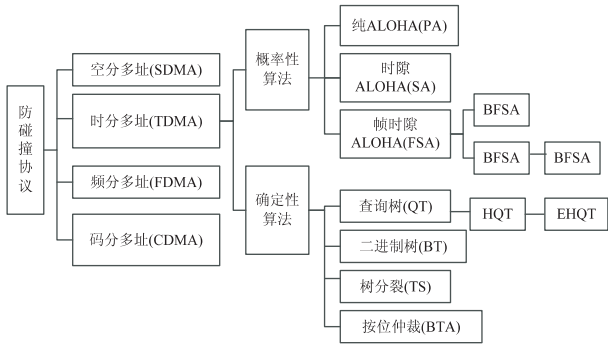 防
碰
撞
协
议
空分多址(SDMA)
时分多址(TDMA)
频分多址(FDMA)
码分多址(CDMA)
概率性
算法
确定性
算法
纯ALOHA(PA)
时隙
ALOHA(SA)
帧时隙
ALOHA(FSA)
BFSA
BFSA
BFSA
查询树(QT)
HQT
EHQT
二进制树(BT)
树分裂(TS)
按位仲裁(BTA)